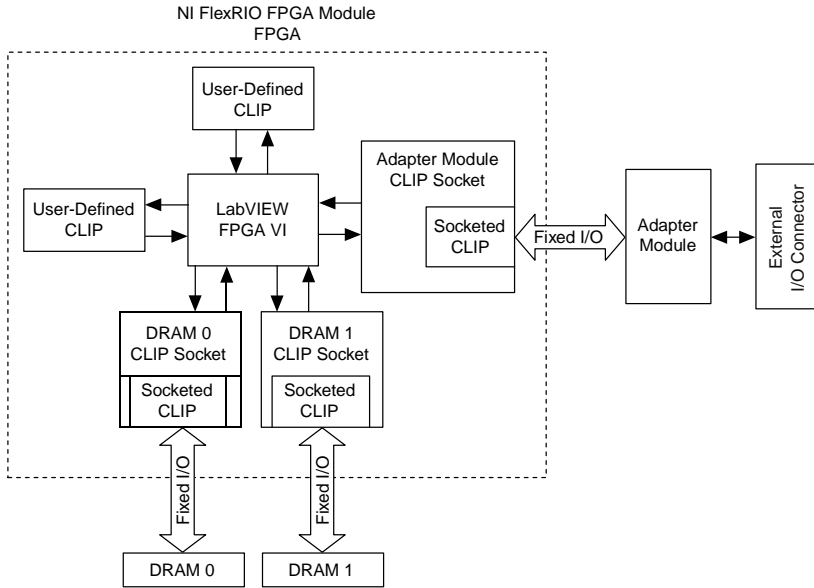 NI FlexRIO FPGA Module
FPGA
User-Defined
CLIP
User-Defined
CLIP
LabVIEW
FPGA VI
Adapter Module
CLIP Socket
Socketed
CLIP
Fixed I/O
Adapter
Module
External
I/O Connector
DRAM 0
CLIP Socket
Socketed
CLIP
DRAM 1
CLIP Socket
Socketed
CLIP
Fixed I/O
Fixed I/O
DRAM 0
DRAM 1